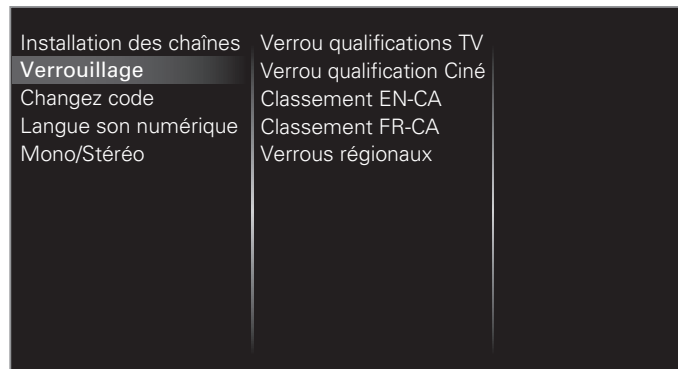 Installation des chaînes
Verrouillage
Changez code
Langue son numérique
Mono/Stéréo
Verrou qualifications TV
Verrou qualification Ciné
Classement EN-CA
Classement FR-CA
Verrous régionaux